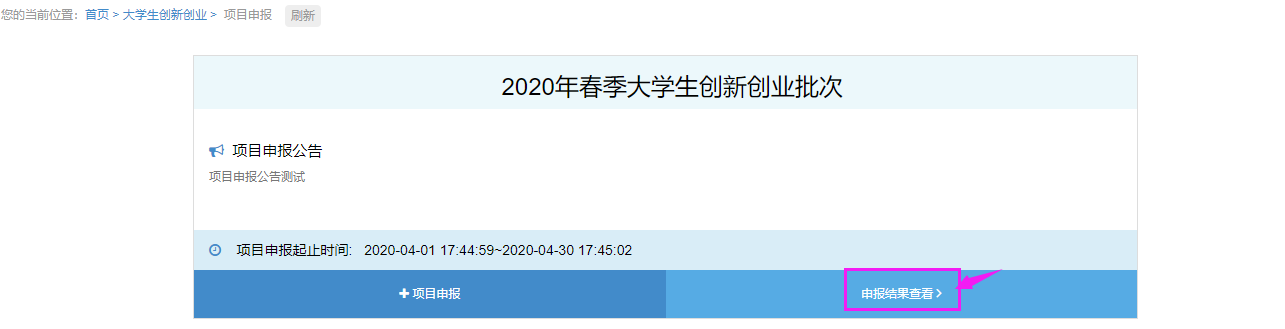 您的当前位置：首页 > 大学生创新创业 > 项目申报 刷新
2020年春季大学生创新创业批次
项目申报公告
项目申报公告测试
项目申报起止时间: 2020-04-01 17:44:59~2020-04-30 17:45:02
项目申报 申报结果查看